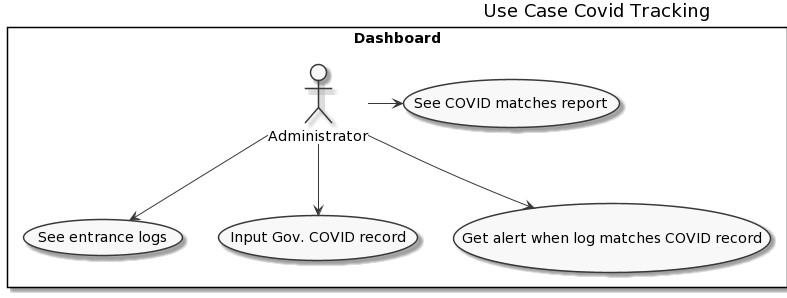 Use Case Covid Tracking
Dashboard
See COVID matches report
Administrator
See entrance logs
Input Gov. COVID record
Get alert when log matches COVID record